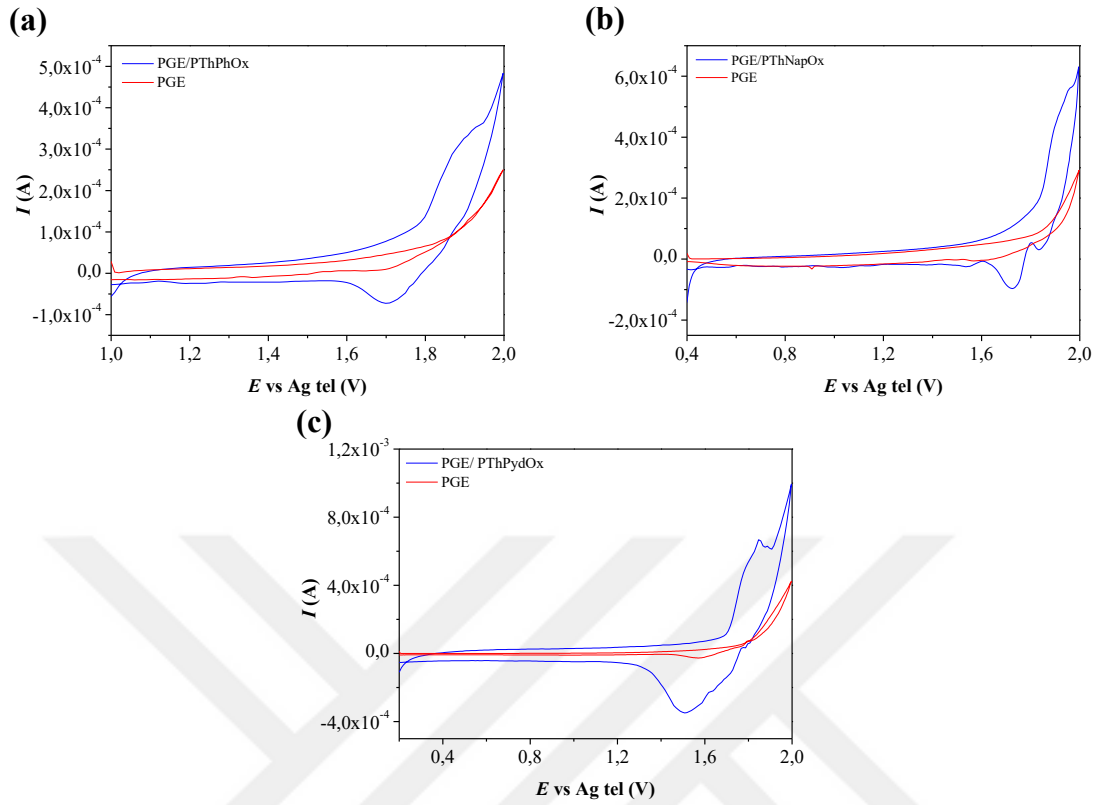 (a)
PGE/PThPhOx
PGE
5,0x10⁻⁴
4,0x10⁻⁴
3,0x10⁻⁴
2,0x10⁻⁴
1,0x10⁻⁴
0,0
-1,0x10⁻⁴
I (A)
1,0 1,2 1,4 1,6 1,8 2,0
E vs Ag tel (V)
(b)
PGE/PThNapOx
PGE
6,0x10⁻⁴
4,0x10⁻⁴
2,0x10⁻⁴
0,0
-2,0x10⁻⁴
I (A)
0,4 0,8 1,2 1,6 2,0
E vs Ag tel (V)
(c)
PGE/ PThPydOx
PGE
1,2x10⁻³
8,0x10⁻⁴
4,0x10⁻⁴
0,0
-4,0x10⁻⁴
I (A)
0,4 0,8 1,2 1,6 2,0
E vs Ag tel (V)